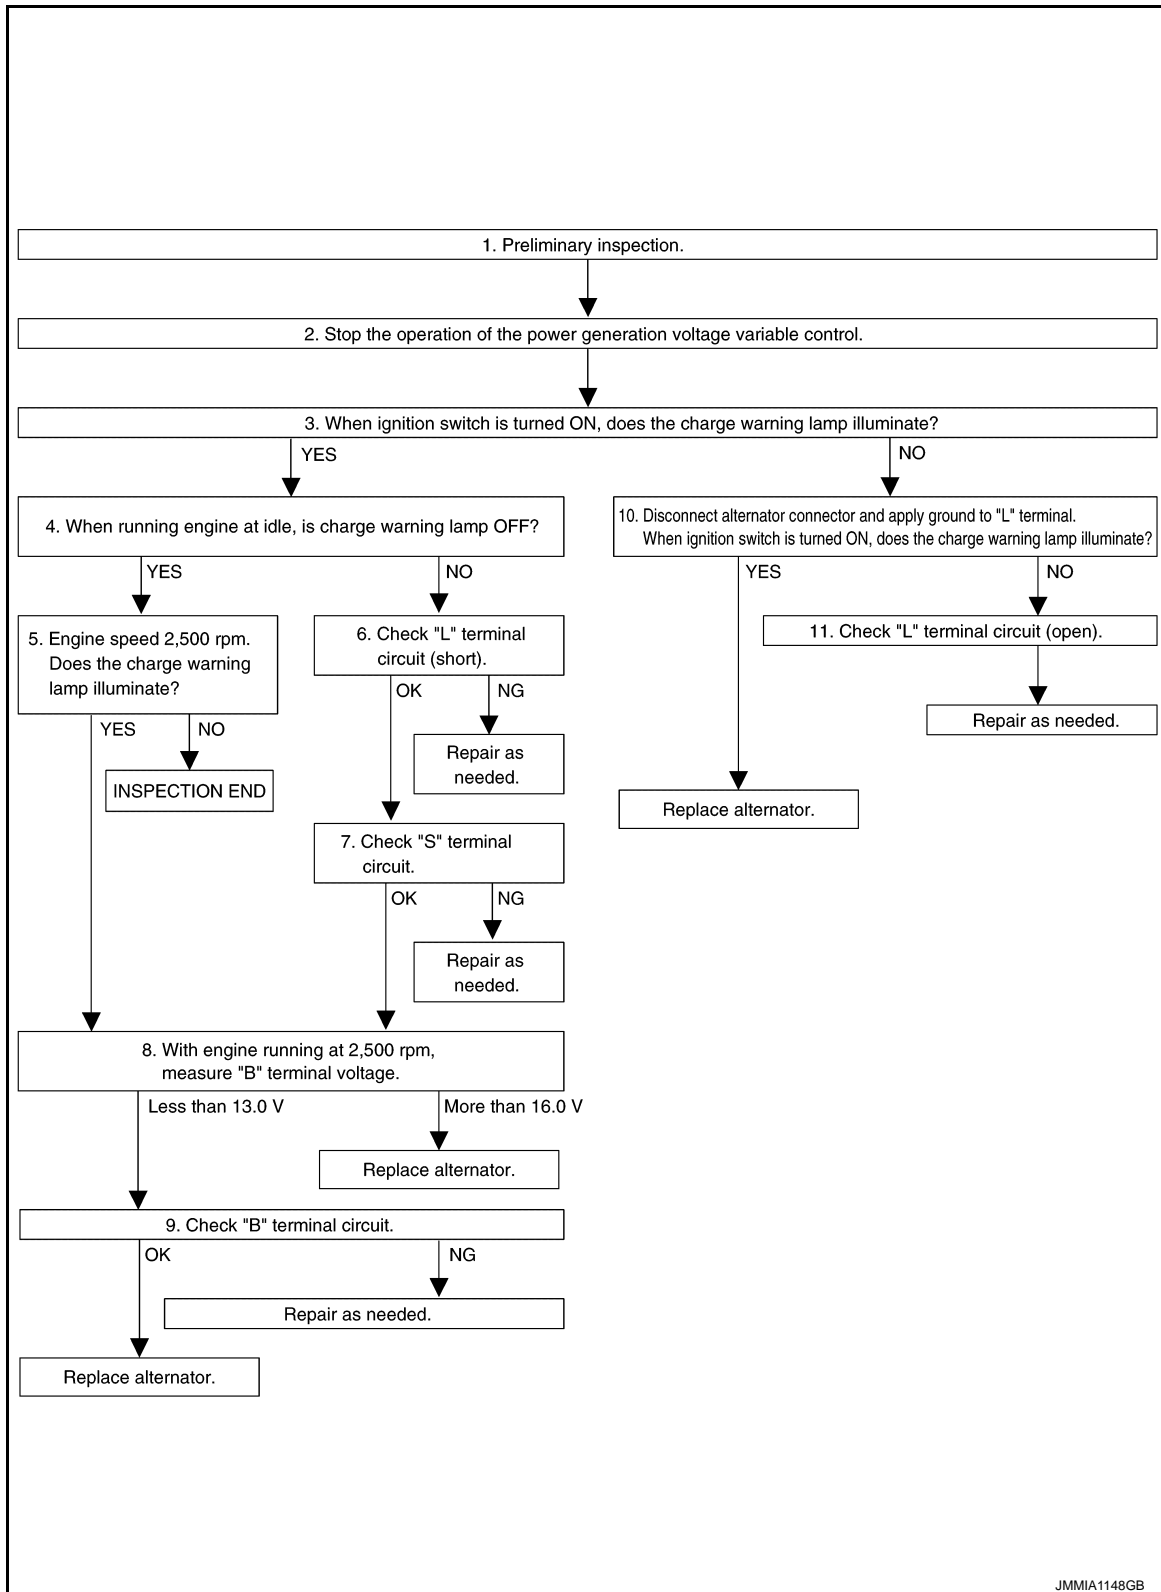 1. Preliminary inspection.
2. Stop the operation of the power generation voltage variable control.
3. When ignition switch is turned ON, does the charge warning lamp illuminate?
YES
NO
4. When running engine at idle, is charge warning lamp OFF?
10. Disconnect alternator connector and apply ground to "L" terminal.
When ignition switch is turned ON, does the charge warning lamp illuminate?
YES
NO
YES
NO
5. Engine speed 2,500 rpm.
Does the charge warning
lamp illuminate?
6. Check "L" terminal
circuit (short).
11. Check "L" terminal circuit (open).
OK
NG
YES
NO
Repair as
needed.
Repair as needed.
INSPECTION END
Replace alternator.
7. Check "S" terminal
circuit.
OK
NG
Repair as
needed.
8. With engine running at 2,500 rpm,
measure "B" terminal voltage.
Less than 13.0 V
More than 16.0 V
Replace alternator.
9. Check "B" terminal circuit.
OK
NG
Repair as needed.
Replace alternator.
JMMIA1148GB